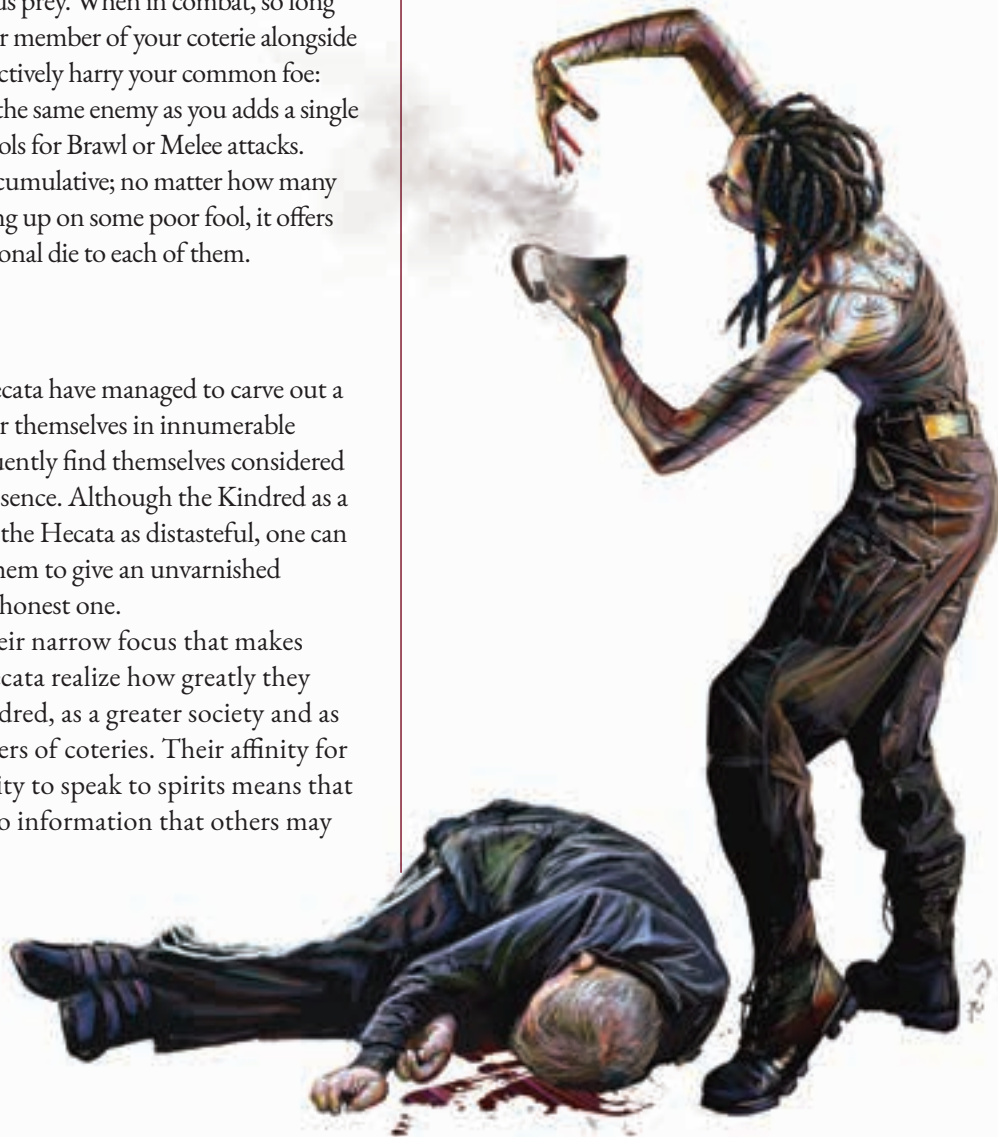 us prey. When in combat, so long
r member of your coterie alongside
ctively harry your common foe:
the same enemy as you adds a single
ols for Brawl or Melee attacks.
cumulative; no matter how many
ng up on some poor fool, it offers
onal die to each of them.
ecata have managed to carve out a
r themselves in innumerable
uently find themselves considered
sence. Although the Kindred as a
the Hecata as distasteful, one can
hem to give an unvarnished
honest one.
eir narrow focus that makes
cata realize how greatly they
dred, as a greater society and as
ers of coteries. Their affinity for
ity to speak to spirits means that
o information that others may